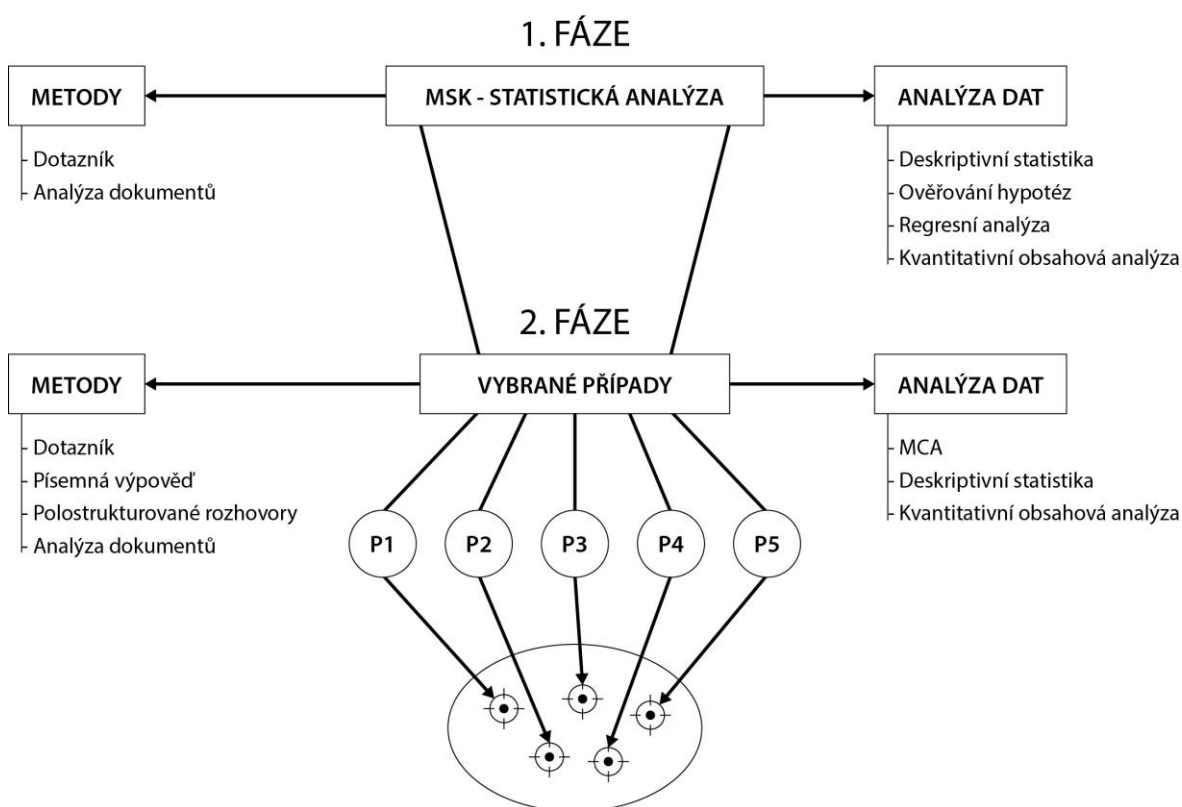 1. FÁZE
METODY
MSK - STATISTICKÁ ANALÝZA
ANALÝZA DAT
- Dotazník
- Analýza dokumentů
- Deskriptivní statistika
- Ověřování hypotéz
- Regresní analýza
- Kvantitativní obsahová analýza
2. FÁZE
METODY
VYBRANÉ PŘÍPADY
ANALÝZA DAT
- Dotazník
- Písemná výpověď
- Polostrukturované rozhovory
- Analýza dokumentů
- MCA
- Deskriptivní statistika
- Kvantitativní obsahová analýza
P1
P2
P3
P4
P5